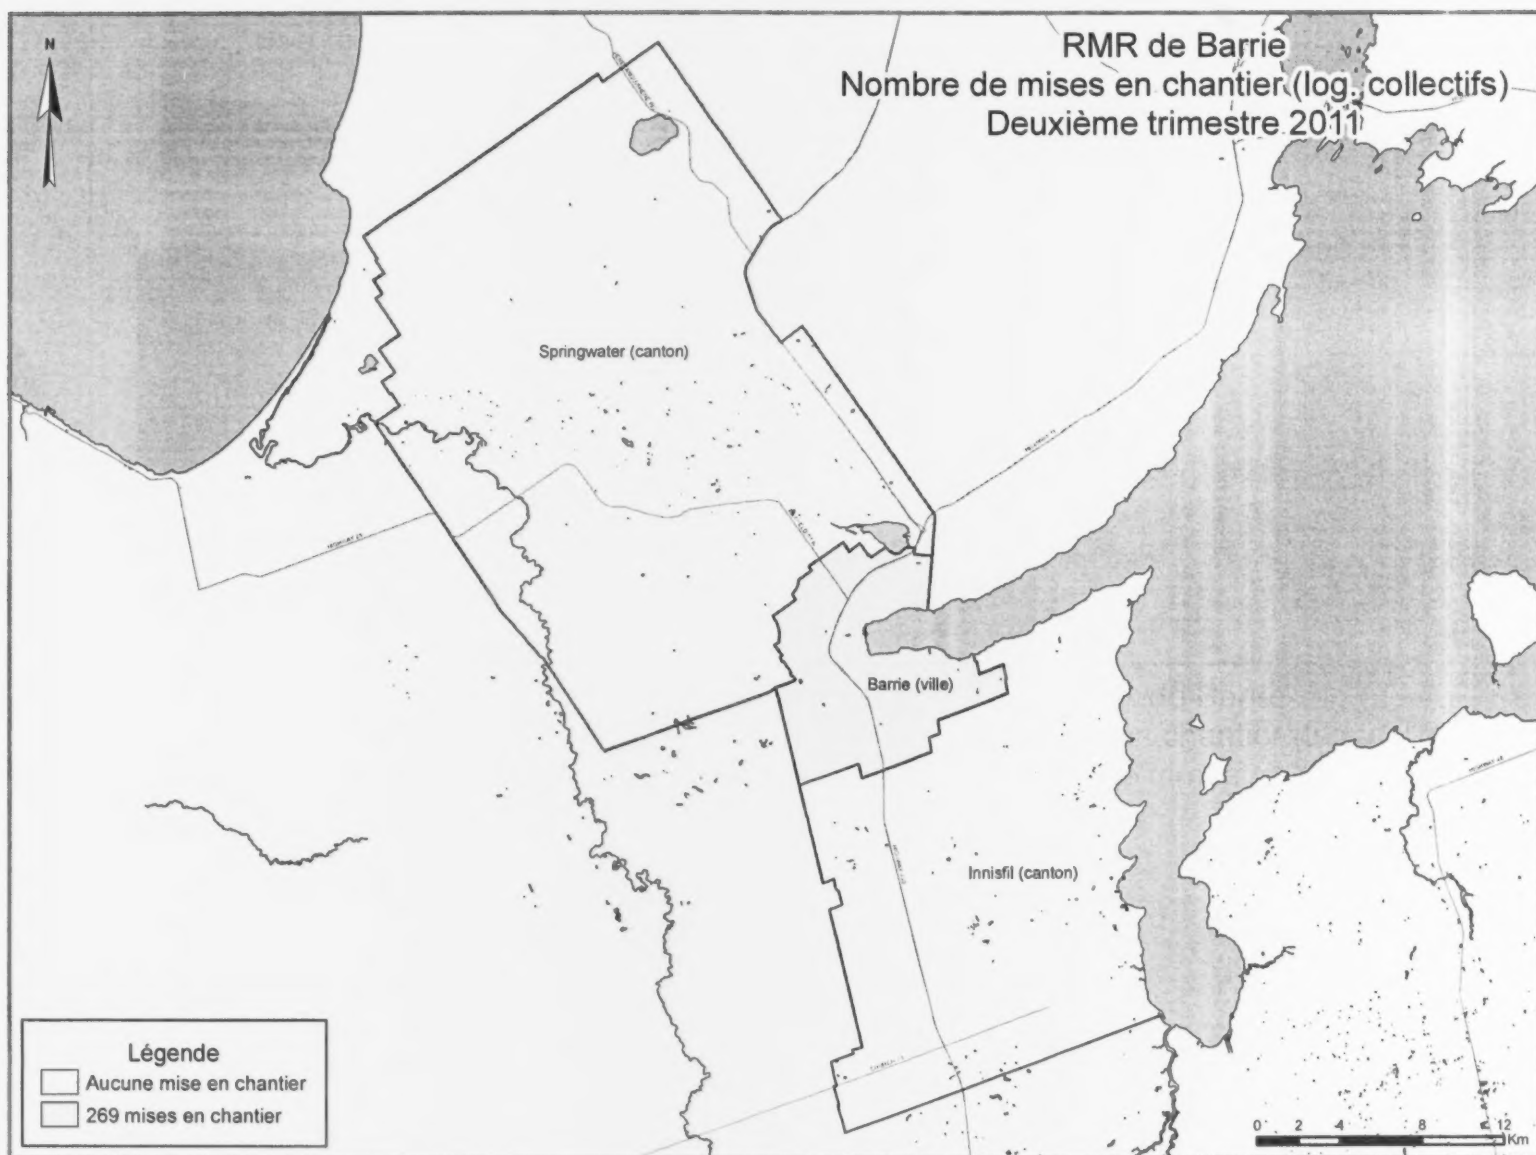 N
RMR de Barrie
Nombre de mises en chantier (log. collectifs)
Deuxième trimestre 2011
Springwater (canton)
Barrie (ville)
Innisfil (canton)
Légende
Aucune mise en chantier
269 mises en chantier
0 2 4 8 12
Km